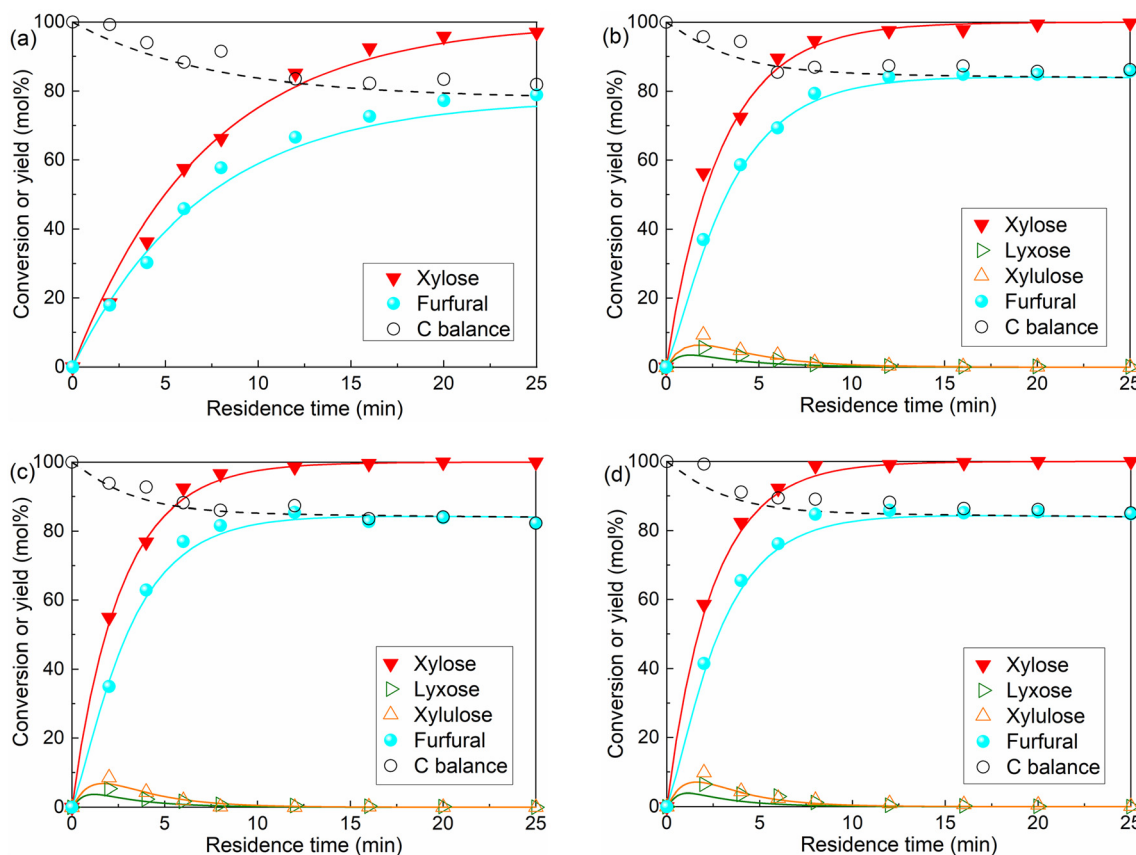 (a)
Conversion or yield (mol%)
100
80
60
40
20
0
Xylose
Furfural
C balance
0 5 10 15 20 25
Residence time (min)
(b)
Conversion or yield (mol%)
100
80
60
40
20
0
Xylose
Lyxose
Xylulose
Furfural
C balance
0 5 10 15 20 25
Residence time (min)
(c)
Conversion or yield (mol%)
100
80
60
40
20
0
Xylose
Lyxose
Xylulose
Furfural
C balance
0 5 10 15 20 25
Residence time (min)
(d)
Conversion or yield (mol%)
100
80
60
40
20
0
Xylose
Lyxose
Xylulose
Furfural
C balance
0 5 10 15 20 25
Residence time (min)